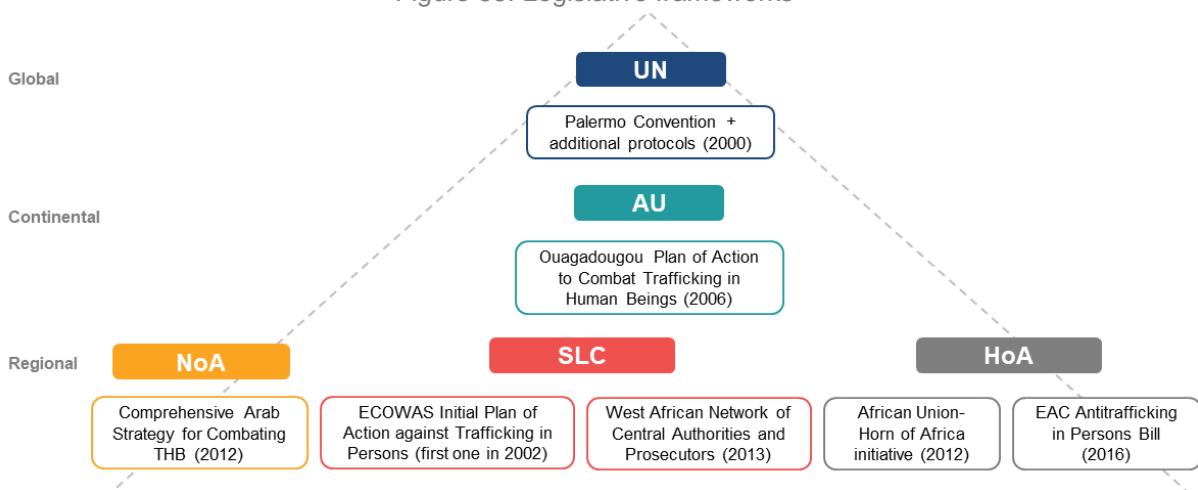 Global
UN
Palermo Convention +
additional protocols (2000)
Continental
AU
Ouagadougou Plan of Action
to Combat Trafficking in
Human Beings (2006)
Regional
NoA
SLC
HoA
Comprehensive Arab
Strategy for Combating
THB (2012)
ECOWAS Initial Plan of
Action against Trafficking in
Persons (first one in 2002)
West African Network of
Central Authorities and
Prosecutors (2013)
African Union-
Horn of Africa
initiative (2012)
EAC Antitrafficking
in Persons Bill
(2016)